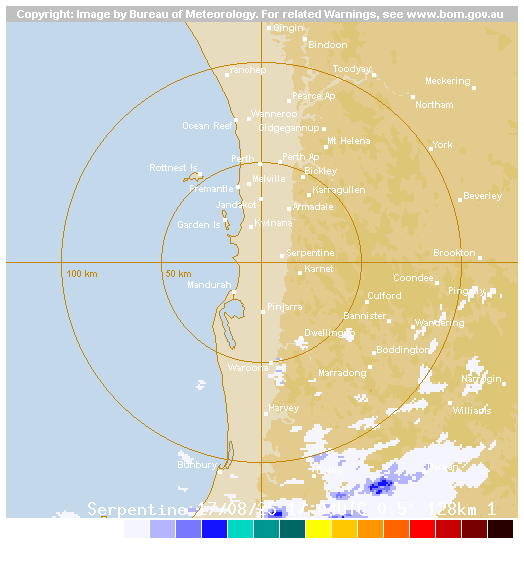 Copyright: Image by Bureau of Meteorology. For related Warnings, see www.bom.gov.au
Gingin
Bindoon
Yanchep
Toodyay
Meckering
Pearce Ap
Northam
Wanneroo
Ocean Reef
Gidgegannup
Mt Helena
York
Perth
Perth Ap
Rottnest Is
Bickley
Melville
Fremantle
Karragullen
Beverley
Jandakot
Armadale
Garden Is
Kwinana
Serpentine
Brookton
Karnet
100 km
50 km
Coondee
Mandurah
Pingelly
Culford
Pinjarra
Bannister
Wandering
Dwellingup
Boddington
Waroona
Marradong
Narrogin
Harvey
Williams
Bunbury
Serpentine 17/08/25 0.5° 128km 1